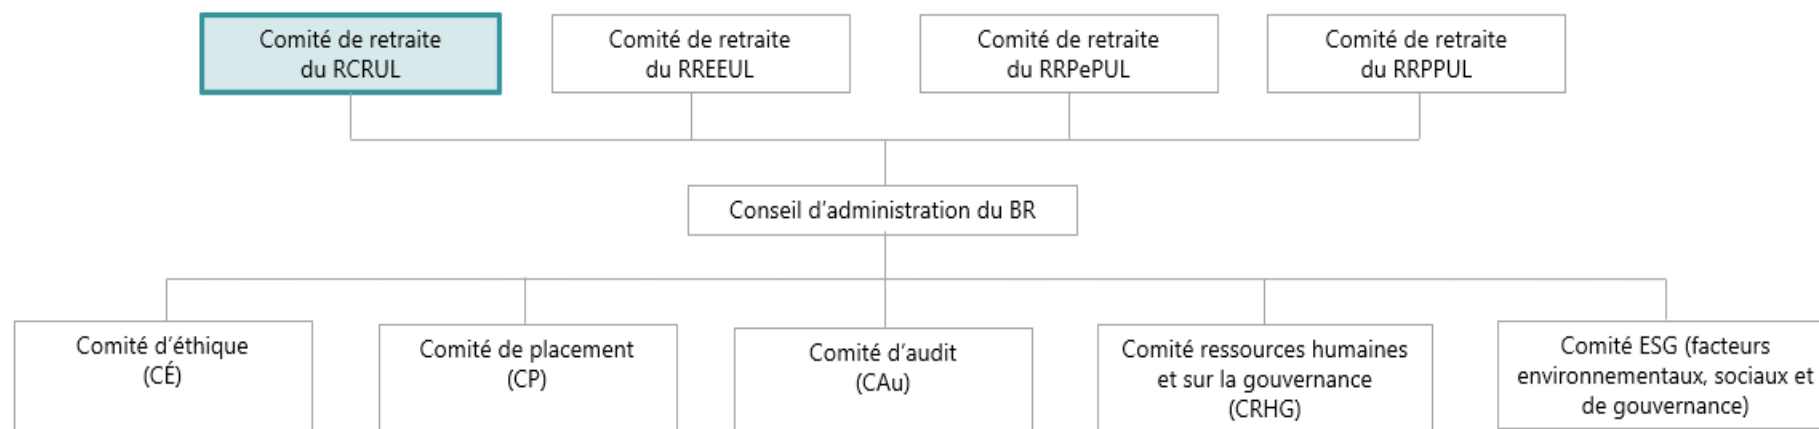 Comité de retraite
du RCRUL
Comité de retraite
du RREEUL
Comité de retraite
du RRPePUL
Comité de retraite
du RRPPUL
Conseil d’administration du BR
Comité d’éthique
(CÉ)
Comité de placement
(CP)
Comité d’audit
(CAu)
Comité ressources humaines
et sur la gouvernance
(CRHG)
Comité ESG (facteurs
environnementaux, sociaux et
de gouvernance)